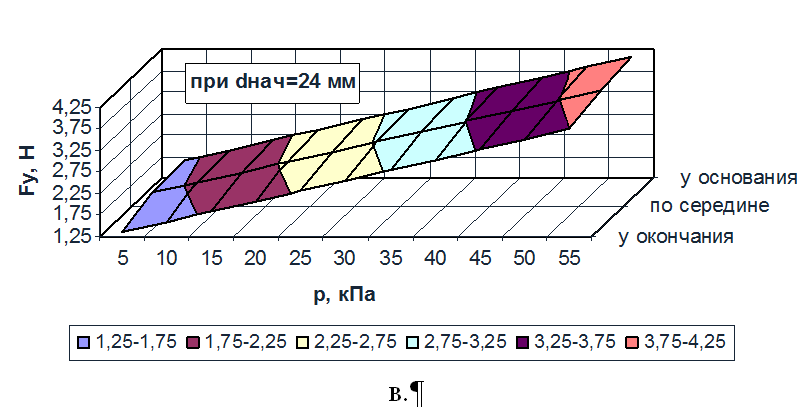 при dнач=24 мм
4,25
3,75
3,25
2,75
2,25
1,75
1,25
Fy, Н
у основания
по середине
у окончания
5 10 15 20 25 30 35 40 45 50 55
p, кПа
1,25-1,75 1,75-2,25 2,25-2,75 2,75-3,25 3,25-3,75 3,75-4,25
в.¶